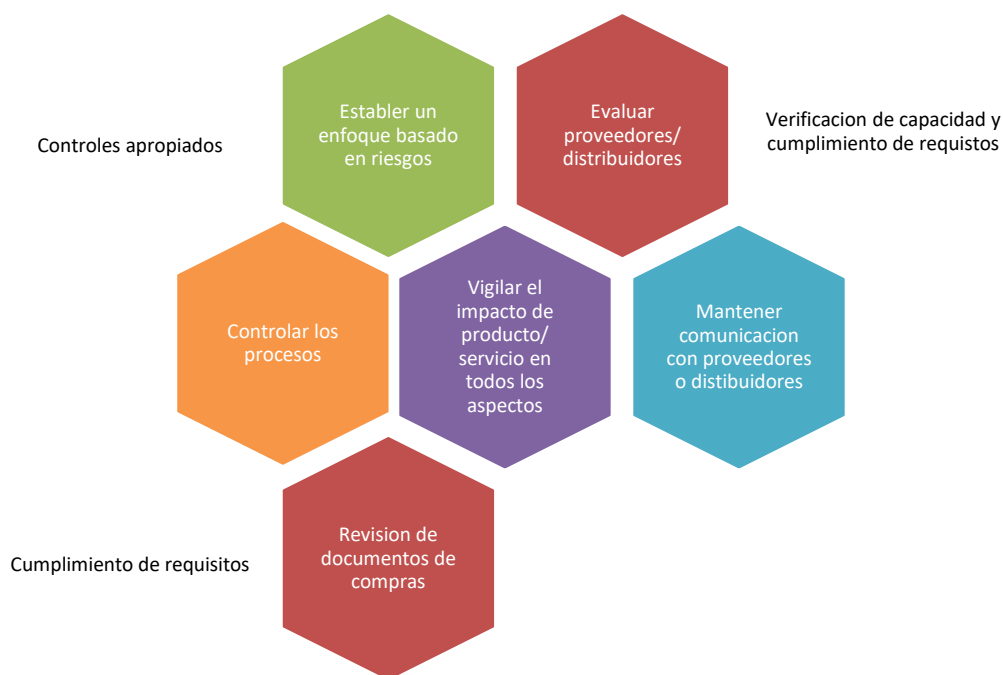 Establer un
enfoque basado
en riesgos
Evaluar
proveedores/
distribuidores
Controles apropiados
Verificacion de capacidad y
cumplimiento de requistos
Controlar los
procesos
Vigilar el
impacto de
producto/
servicio en
todos los
aspectos
Mantener
comunicacion
con proveedores
o distibuidores
Cumplimiento de requisitos
Revision de
documentos de
compras